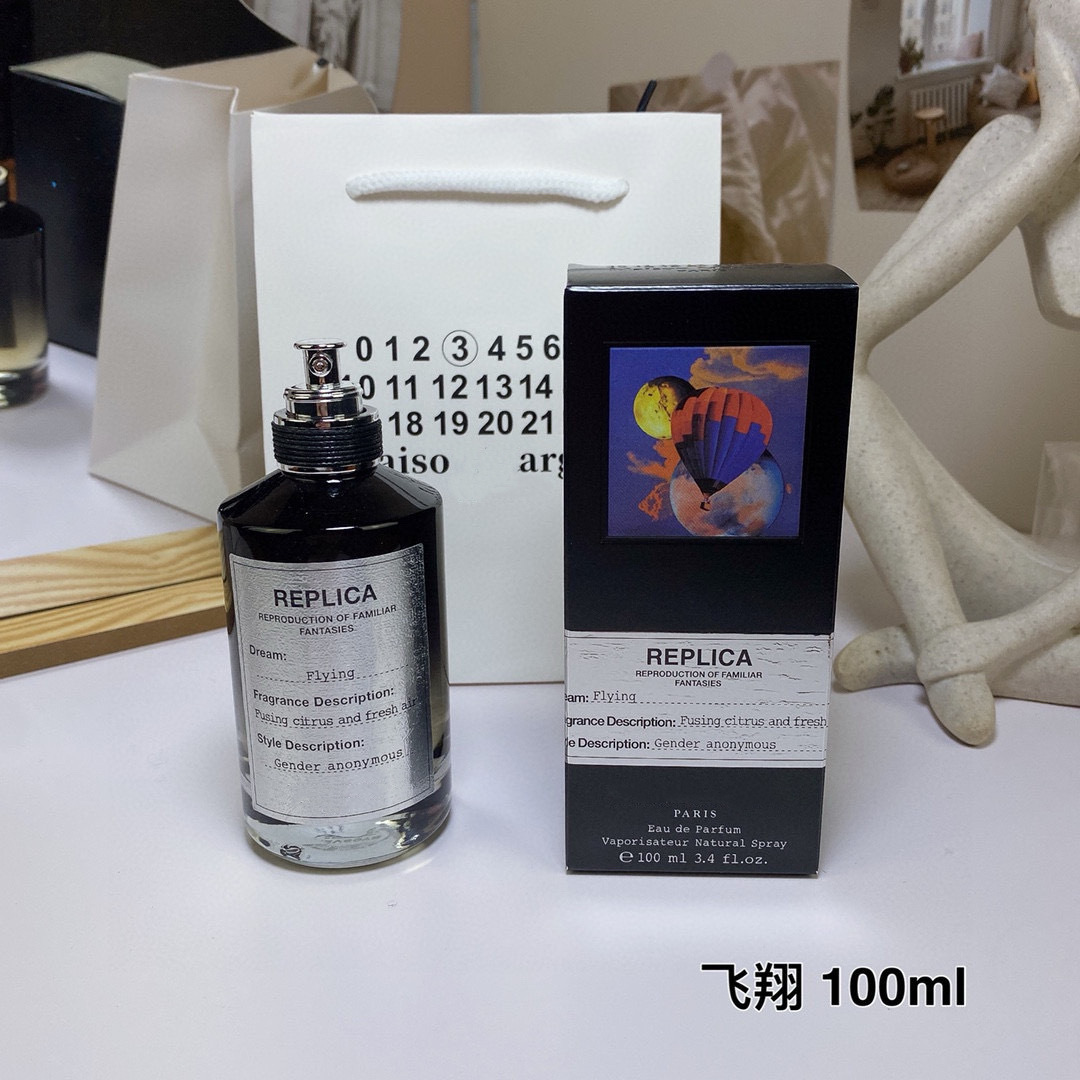 0 1 2 3 4 5 6
10 11 12 13 14
18 19 20 21
aiso
REPLICA
REPRODUCTION OF FAMILIAR
FANTASIES
Dream:
Flying
Fragrance Description:
Fusing citrus and fresh air
Style Description:
Gender anonymous
REPLICA
REPRODUCTION OF FAMILIAR
FANTASIES
eam: Flying
grance Description: Fusing citrus and fresh
le Description: Gender anonymous
PARIS
Eau de Parfum
Vaporisateur Natural Spray
℮ 100 ml 3.4 fl.oz.
飞翔 100ml